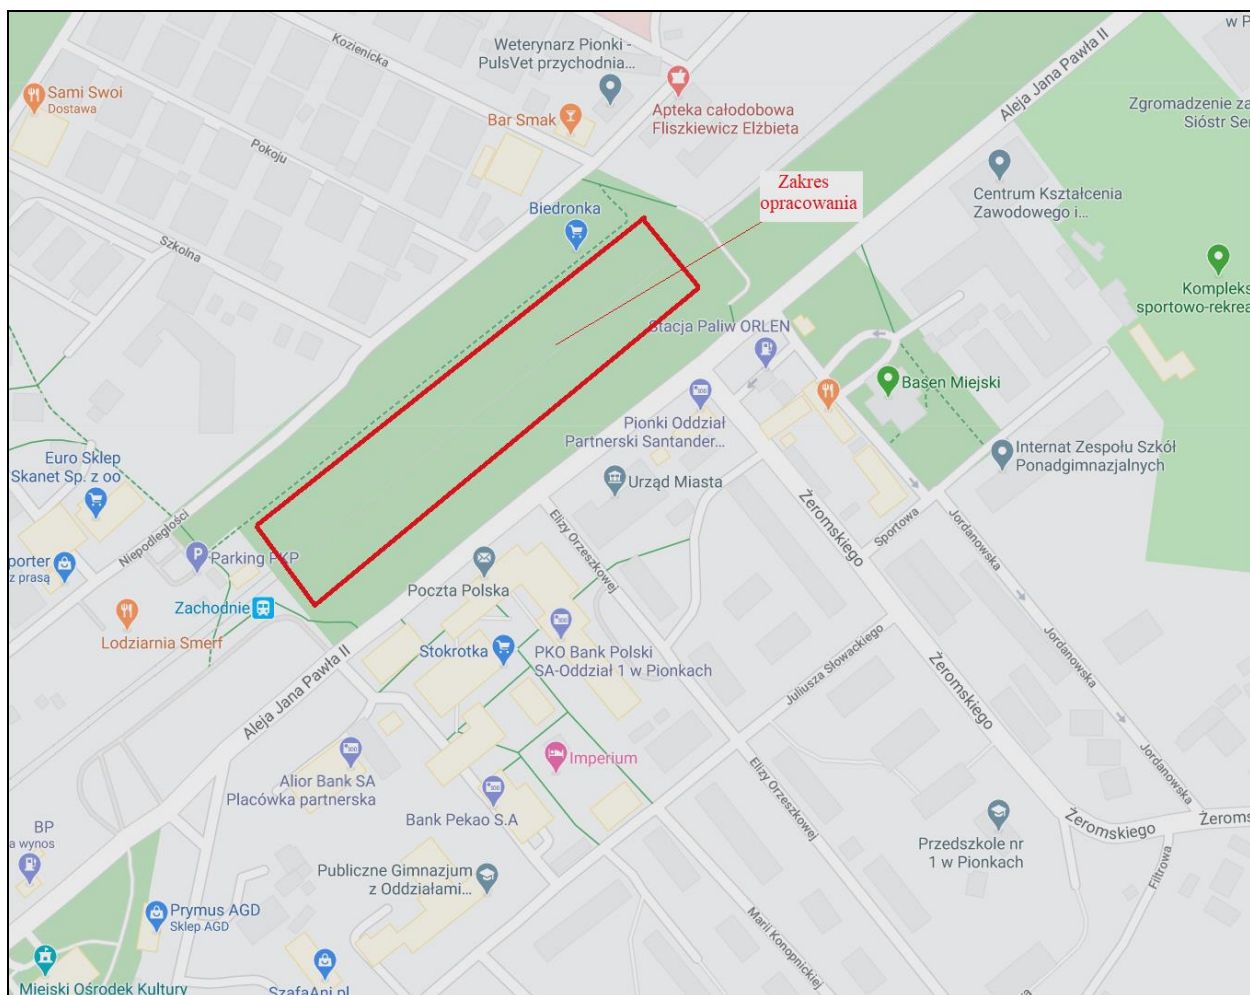 w P
Kozienicka
Weterynarz Pionki -
PulsVet przychodnia...
Aleja Jana Pawła II
Sami Swoi
Dostawa
Bar Smak
Apteka całodobowa
Fliszkiewicz Elżbieta
Zgromadzenie za
Sióstr Ser
Pokoju
Zakres
opracowania
Centrum Kształcenia
Zawodowego i...
Biedronka
Szkolna
Kompleks
sportowo-rekrea
Stacja Paliw ORLEN
Basen Miejski
Pionki Oddział
Partnerski Santander...
Euro Sklep
Skanet Sp. z oo
Internat Zespołu Szkół
Ponadgimnazjalnych
Urząd Miasta
Niepodległości
Elizy Orzeszkowej
Żeromskiego
Sportowa
Jordanowska
porter
z prasą
Parking PKP
Poczta Polska
Zachodnie
Lodziarnia Smerf
Stokrotka
PKO Bank Polski
SA-Oddział 1 w Pionkach
Juliusza Słowackiego
Żeromskiego
Jordanowska
Aleja Jana Pawła II
Imperium
Alior Bank SA
Placówka partnerska
Elizy Orzeszkowej
Jordanowska
Bank Pekao S.A
BP
a wynos
Przedszkole nr
1 w Pionkach
Żeromskiego
Żeroms
Filtrowa
Publiczne Gimnazjum
z Oddziałami...
Prymus AGD
Sklep AGD
Marii Konopnickiej
Miejski Ośrodek Kultury
SzafaAni.pl